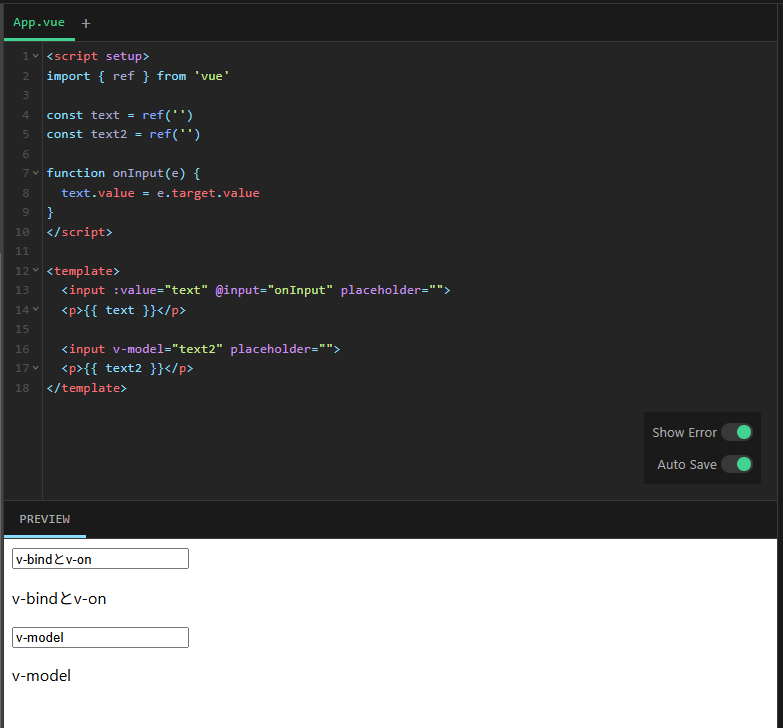 App.vue +
1 <script setup>
2 import { ref } from 'vue'
3
4 const text = ref('')
5 const text2 = ref('')
6
7 function onInput(e) {
8   text.value = e.target.value
9 }
10 </script>
11
12 <template>
13   <input :value="text" @input="onInput" placeholder="">
14   <p>{{ text }}</p>
15
16   <input v-model="text2" placeholder="">
17   <p>{{ text2 }}</p>
18 </template>
Show Error
Auto Save
PREVIEW
v-bindとv-on
v-bindとv-on
v-model
v-model